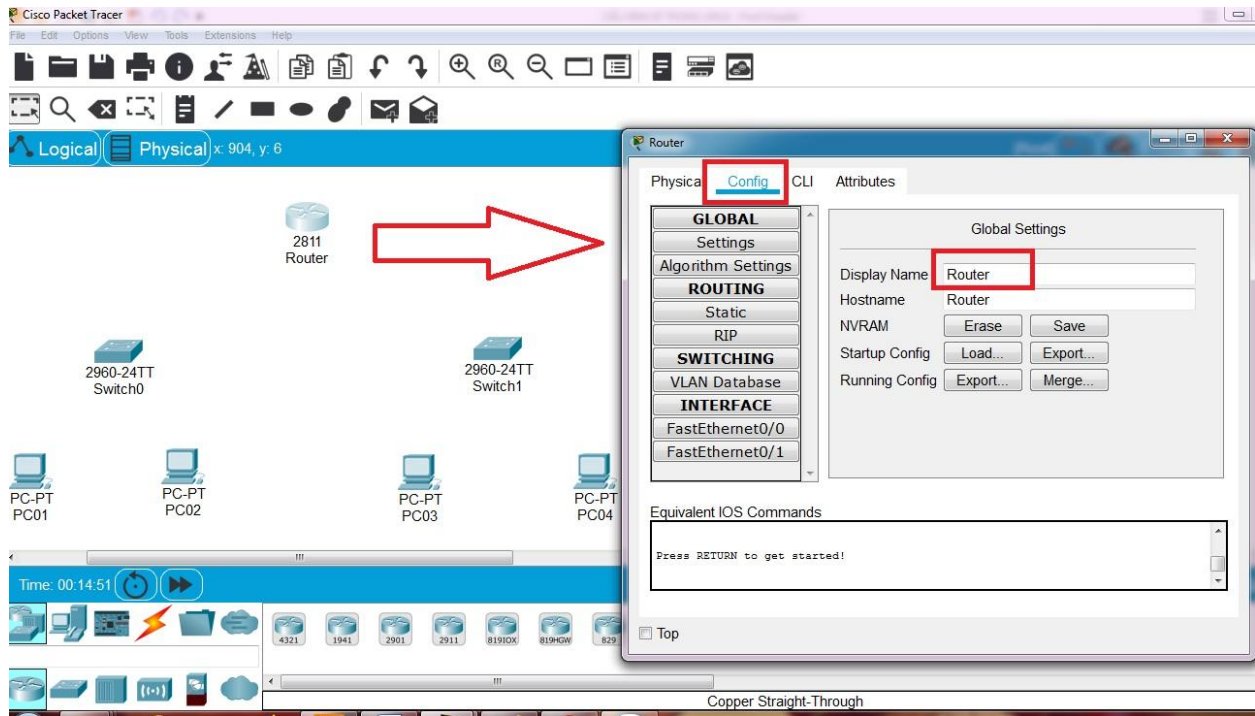 Cisco Packet Tracer
File Edit Options View Tools Extensions Help
Logical Physical x: 904, y: 6
2811
Router
2960-24TT
Switch0
2960-24TT
Switch1
PC-PT
PC01
PC-PT
PC02
PC-PT
PC03
PC-PT
PC04
Time: 00:14:51
4321 1941 2901 2911 819IOX 819HGW 829
Copper Straight-Through
Router
Physical Config CLI Attributes
GLOBAL
Settings
Algorithm Settings
ROUTING
Static
RIP
SWITCHING
VLAN Database
INTERFACE
FastEthernet0/0
FastEthernet0/1
Global Settings
Display Name Router
Hostname Router
NVRAM Erase Save
Startup Config Load... Export...
Running Config Export... Merge...
Equivalent IOS Commands
Press RETURN to get started!
Top